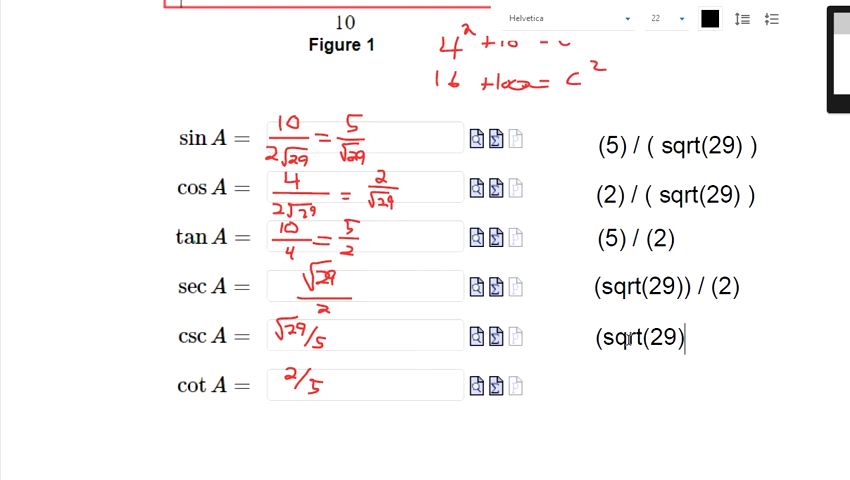 10
Helvetica 22
Figure 1
4² + 10
16 + 100 = c²
sin A = 10 / 2√29 = 5 / √29 (5) / ( sqrt(29) )
cos A = 4 / 2√29 = 2 / √29 (2) / ( sqrt(29) )
tan A = 10 / 4 = 5 / 2 (5) / (2)
sec A = √29 / 2 (sqrt(29)) / (2)
csc A = √29/5 (sqrt(29)
cot A = 2/5